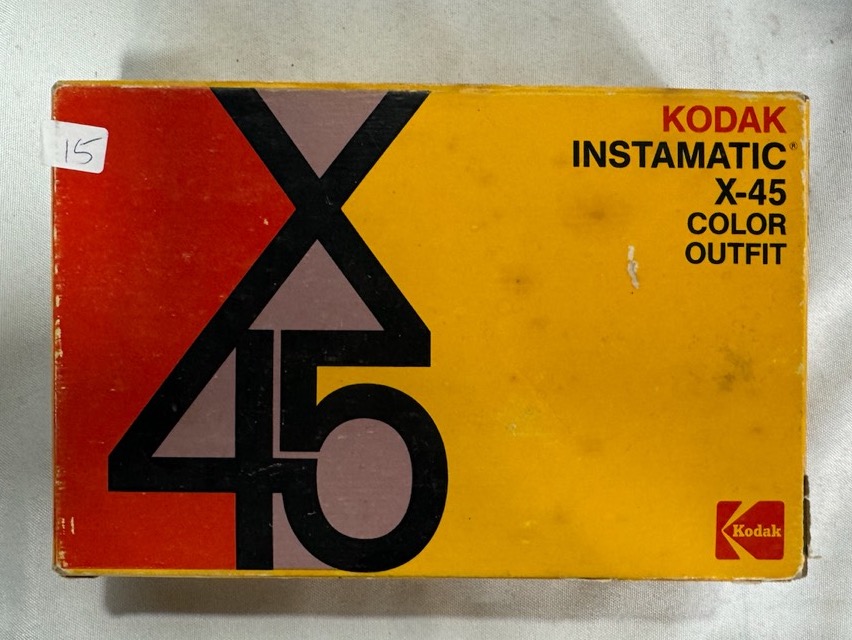 15
X
45
KODAK
INSTAMATIC®
X-45
COLOR
OUTFIT
Kodak